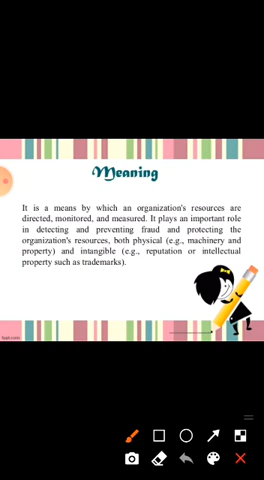 Meaning
It is a means by which an organization's resources are
directed, monitored, and measured. It plays an important role
in detecting and preventing fraud and protecting the
organization's resources, both physical (e.g., machinery and
property) and intangible (e.g., reputation or intellectual
property such as trademarks).